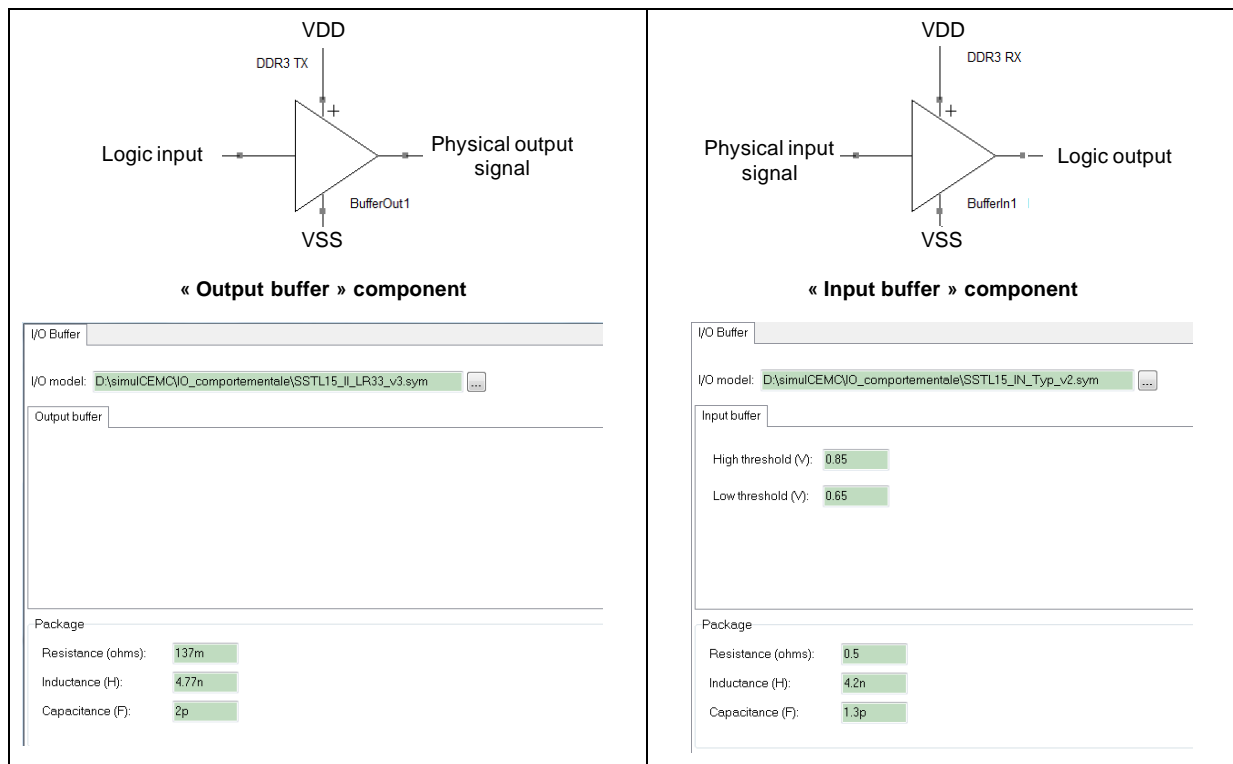 VDD
DDR3 TX
+
Logic input
Physical output
signal
BufferOut1
VSS
« Output buffer » component
I/O Buffer
I/O model: D:\simulCEMC\IO_comportementale\SSTL15_II_LR33_v3.sym ...
Output buffer
Package
Resistance (ohms): 137m
Inductance (H): 4.77n
Capacitance (F): 2p
VDD
DDR3 RX
+
Physical input
signal
Logic output
BufferIn1
VSS
« Input buffer » component
I/O Buffer
I/O model: D:\simulCEMC\IO_comportementale\SSTL15_IN_Typ_v2.sym ...
Input buffer
High threshold (V): 0.85
Low threshold (V): 0.65
Package
Resistance (ohms): 0.5
Inductance (H): 4.2n
Capacitance (F): 1.3p